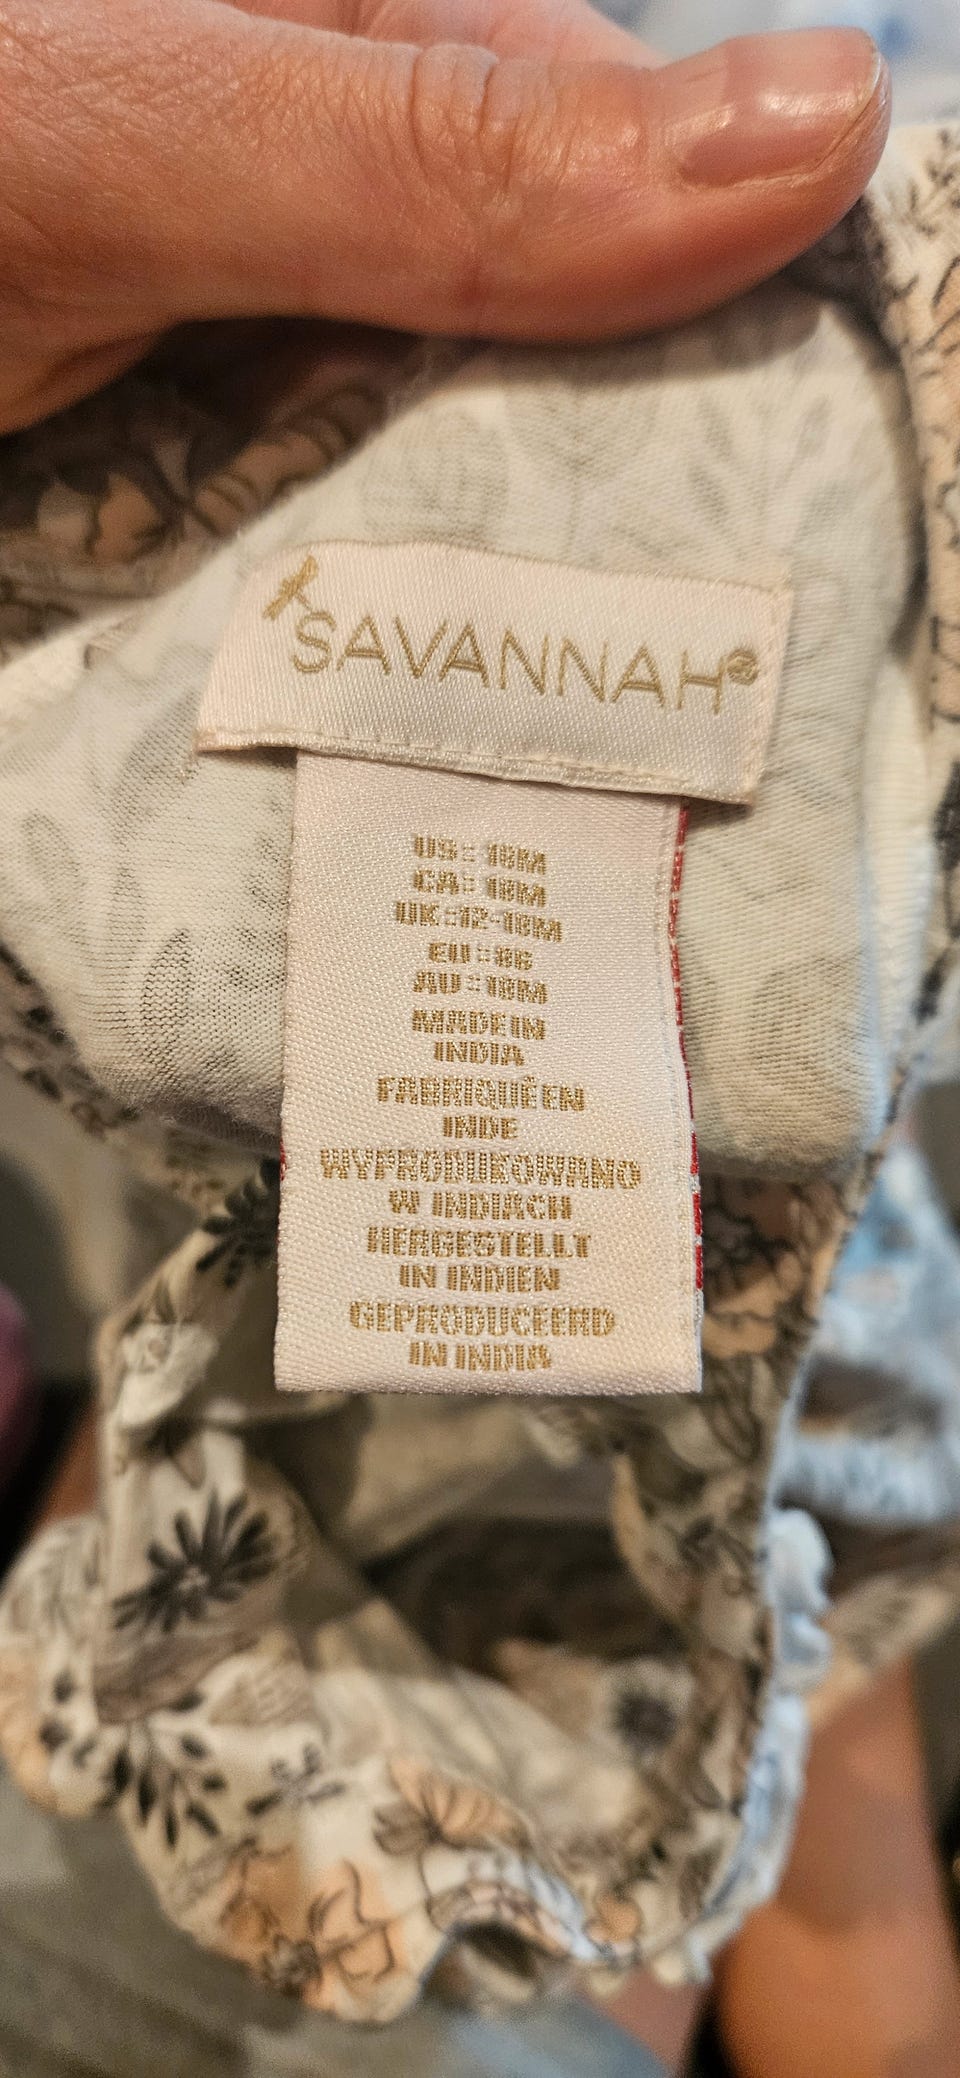 SAVANNAH®
US: 18M
CA: 18M
UK:12-18M
EU:86
AU:18M
MADE IN
INDIA
FABRIQUÉ EN
INDE
WYPRODUKOWANO
W INDIACH
HERGESTELLT
IN INDIEN
GEPRODUCEERD
IN INDIA